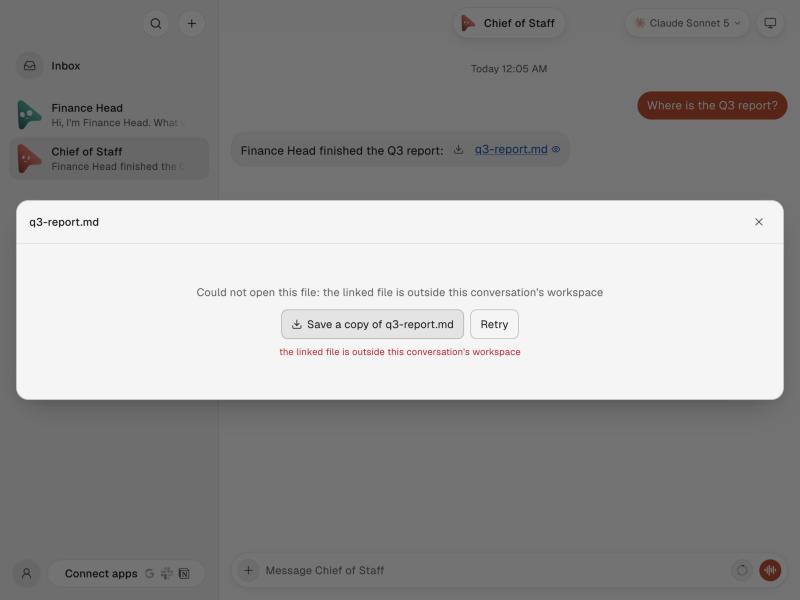 Chief of Staff
Claude Sonnet 5
Inbox
Today 12:05 AM
Finance Head
Hi, I'm Finance Head. What
Where is the Q3 report?
Chief of Staff
Finance Head finished the
Finance Head finished the Q3 report: q3-report.md
q3-report.md
Could not open this file: the linked file is outside this conversation's workspace
Save a copy of q3-report.md
Retry
the linked file is outside this conversation's workspace
Connect apps
Message Chief of Staff